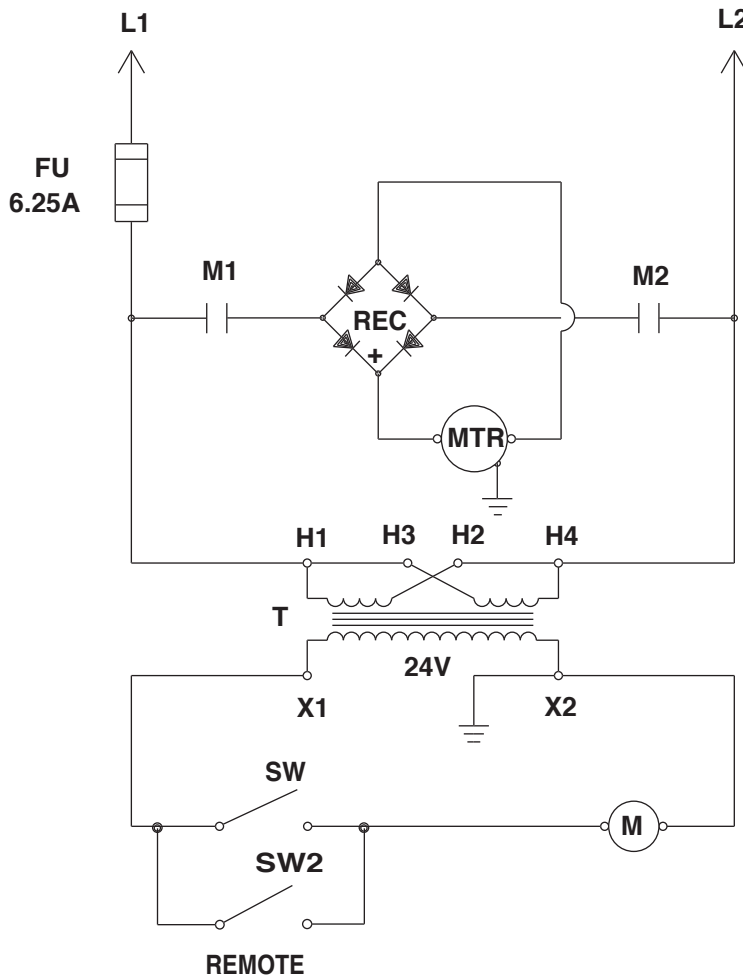 L1
L2
FU
6.25A
M1
M2
REC
+
MTR
H1
H3
H2
H4
T
24V
X1
X2
SW
M
SW2
REMOTE